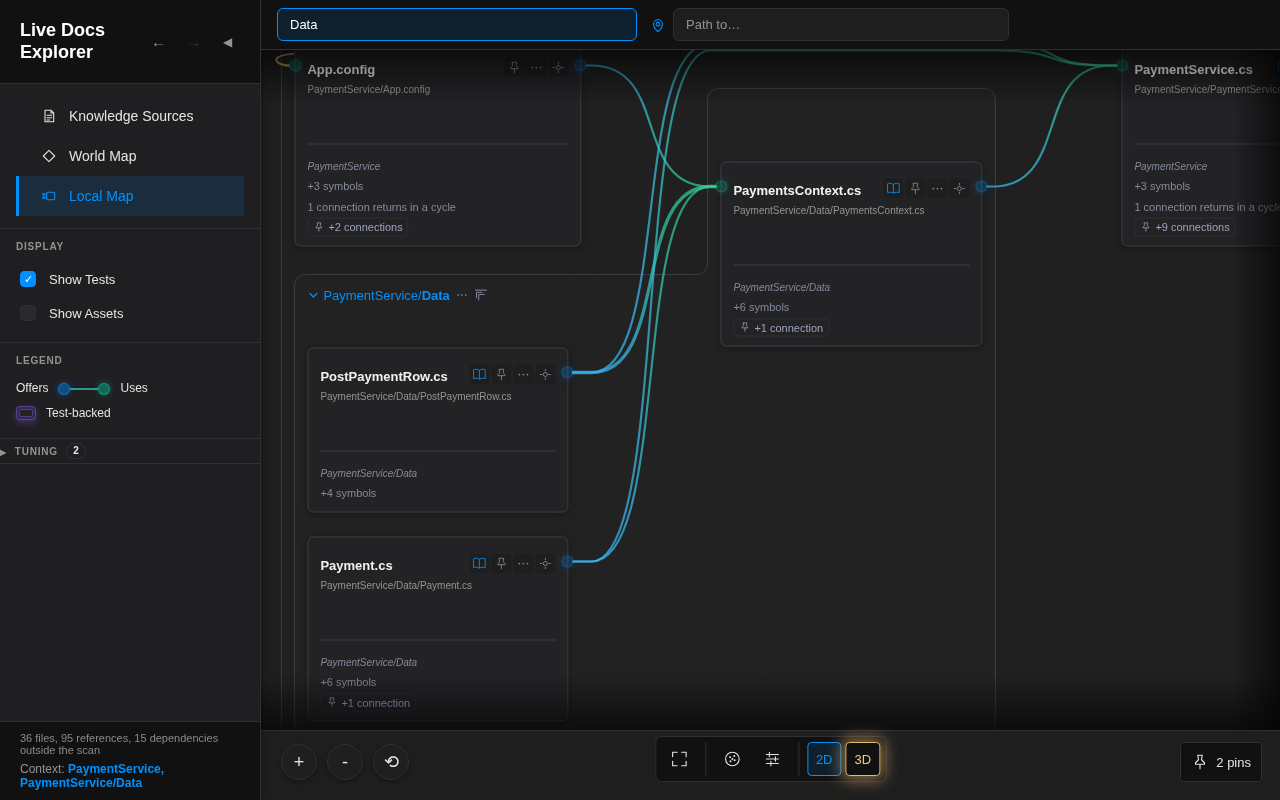 Live Docs
Explorer
Data
Path to…
Knowledge Sources
World Map
Local Map
DISPLAY
Show Tests
Show Assets
LEGEND
Offers
Uses
Test-backed
TUNING 2
36 files, 95 references, 15 dependencies
outside the scan
Context: PaymentService,
PaymentService/Data
App.config
PaymentService/App.config
PaymentService
+3 symbols
1 connection returns in a cycle
+2 connections
PaymentService/Data
PostPaymentRow.cs
PaymentService/Data/PostPaymentRow.cs
PaymentService/Data
+4 symbols
Payment.cs
PaymentService/Data/Payment.cs
PaymentService/Data
+6 symbols
+1 connection
PaymentsContext.cs
PaymentService/Data/PaymentsContext.cs
PaymentService/Data
+6 symbols
+1 connection
PaymentService.cs
PaymentService/PaymentService
PaymentService
+3 symbols
1 connection returns in a cycle
+9 connections
+
-
2D
3D
2 pins